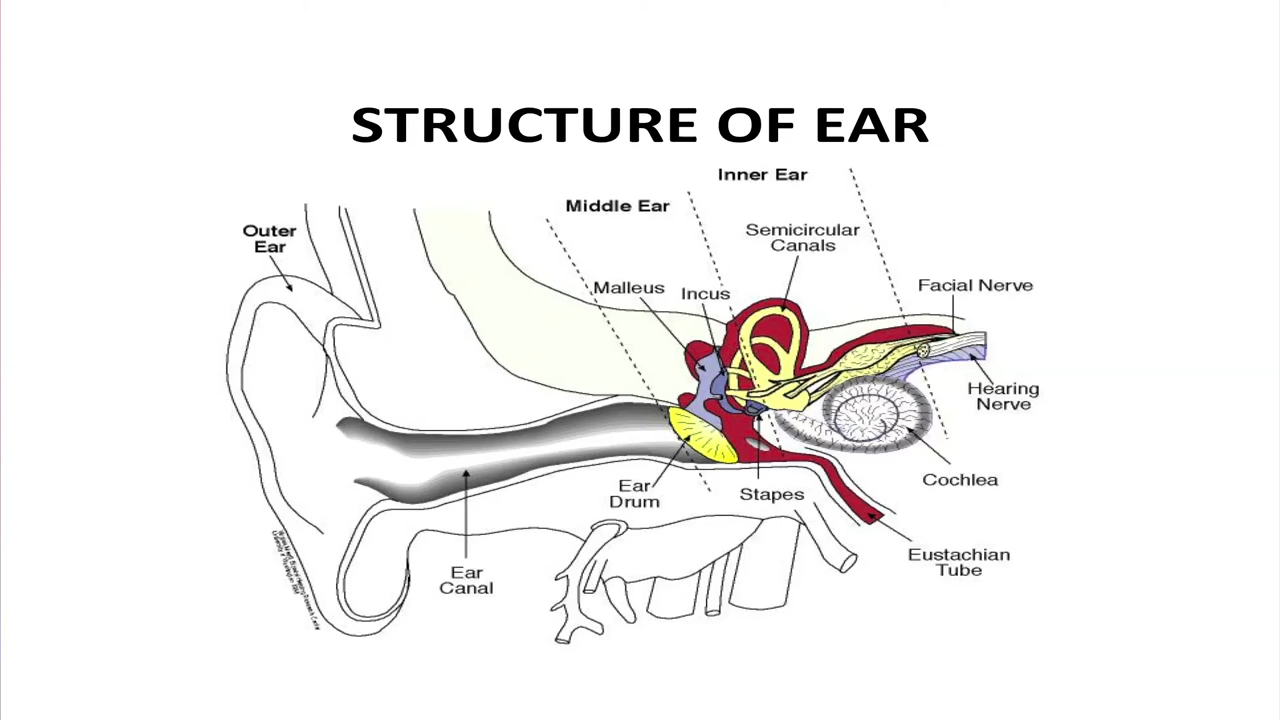 STRUCTURE OF EAR
Inner Ear
Middle Ear
Outer
Ear
Semicircular
Canals
Malleus
Incus
Facial Nerve
Hearing
Nerve
Cochlea
Ear
Drum
Stapes
Eustachian
Tube
Ear
Canal